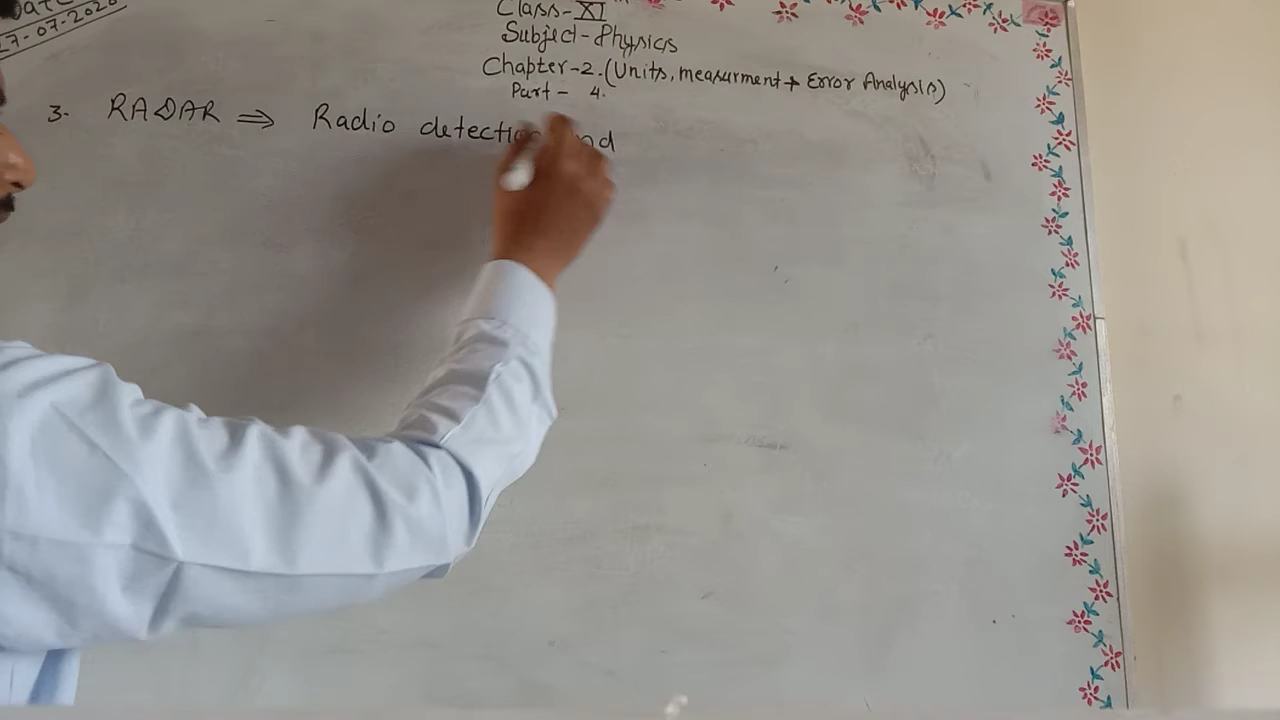 Date
27-07-2020
Class-XI
Subject-Physics
Chapter-2.(Units, measurment + Error Analysis)
Part- 4.
3. RADAR ⇒ Radio detection and